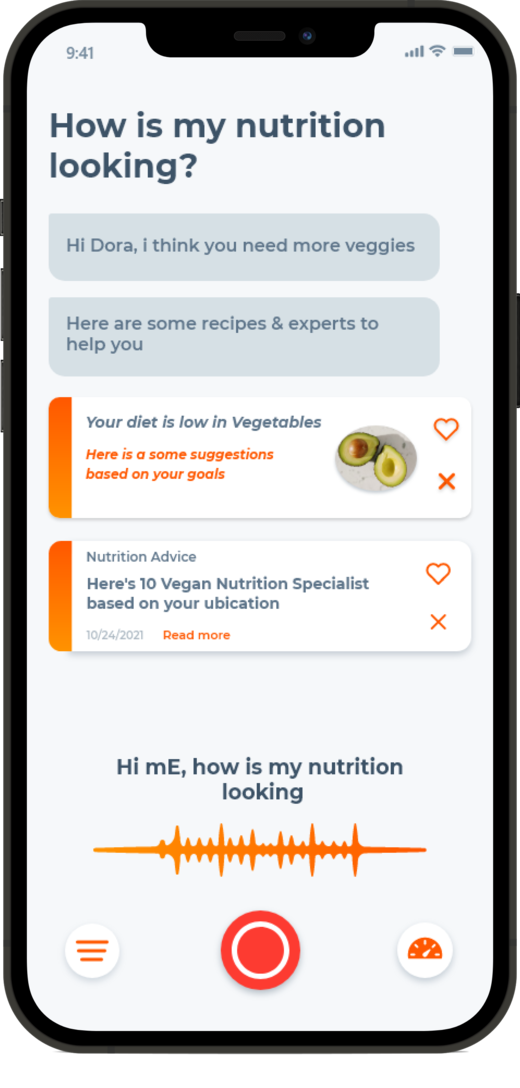 9:41
How is my nutrition
looking?
Hi Dora, i think you need more veggies
Here are some recipes & experts to
help you
Your diet is low in Vegetables
Here is a some suggestions
based on your goals
Nutrition Advice
Here's 10 Vegan Nutrition Specialist
based on your ubication
10/24/2021 Read more
Hi mE, how is my nutrition
looking